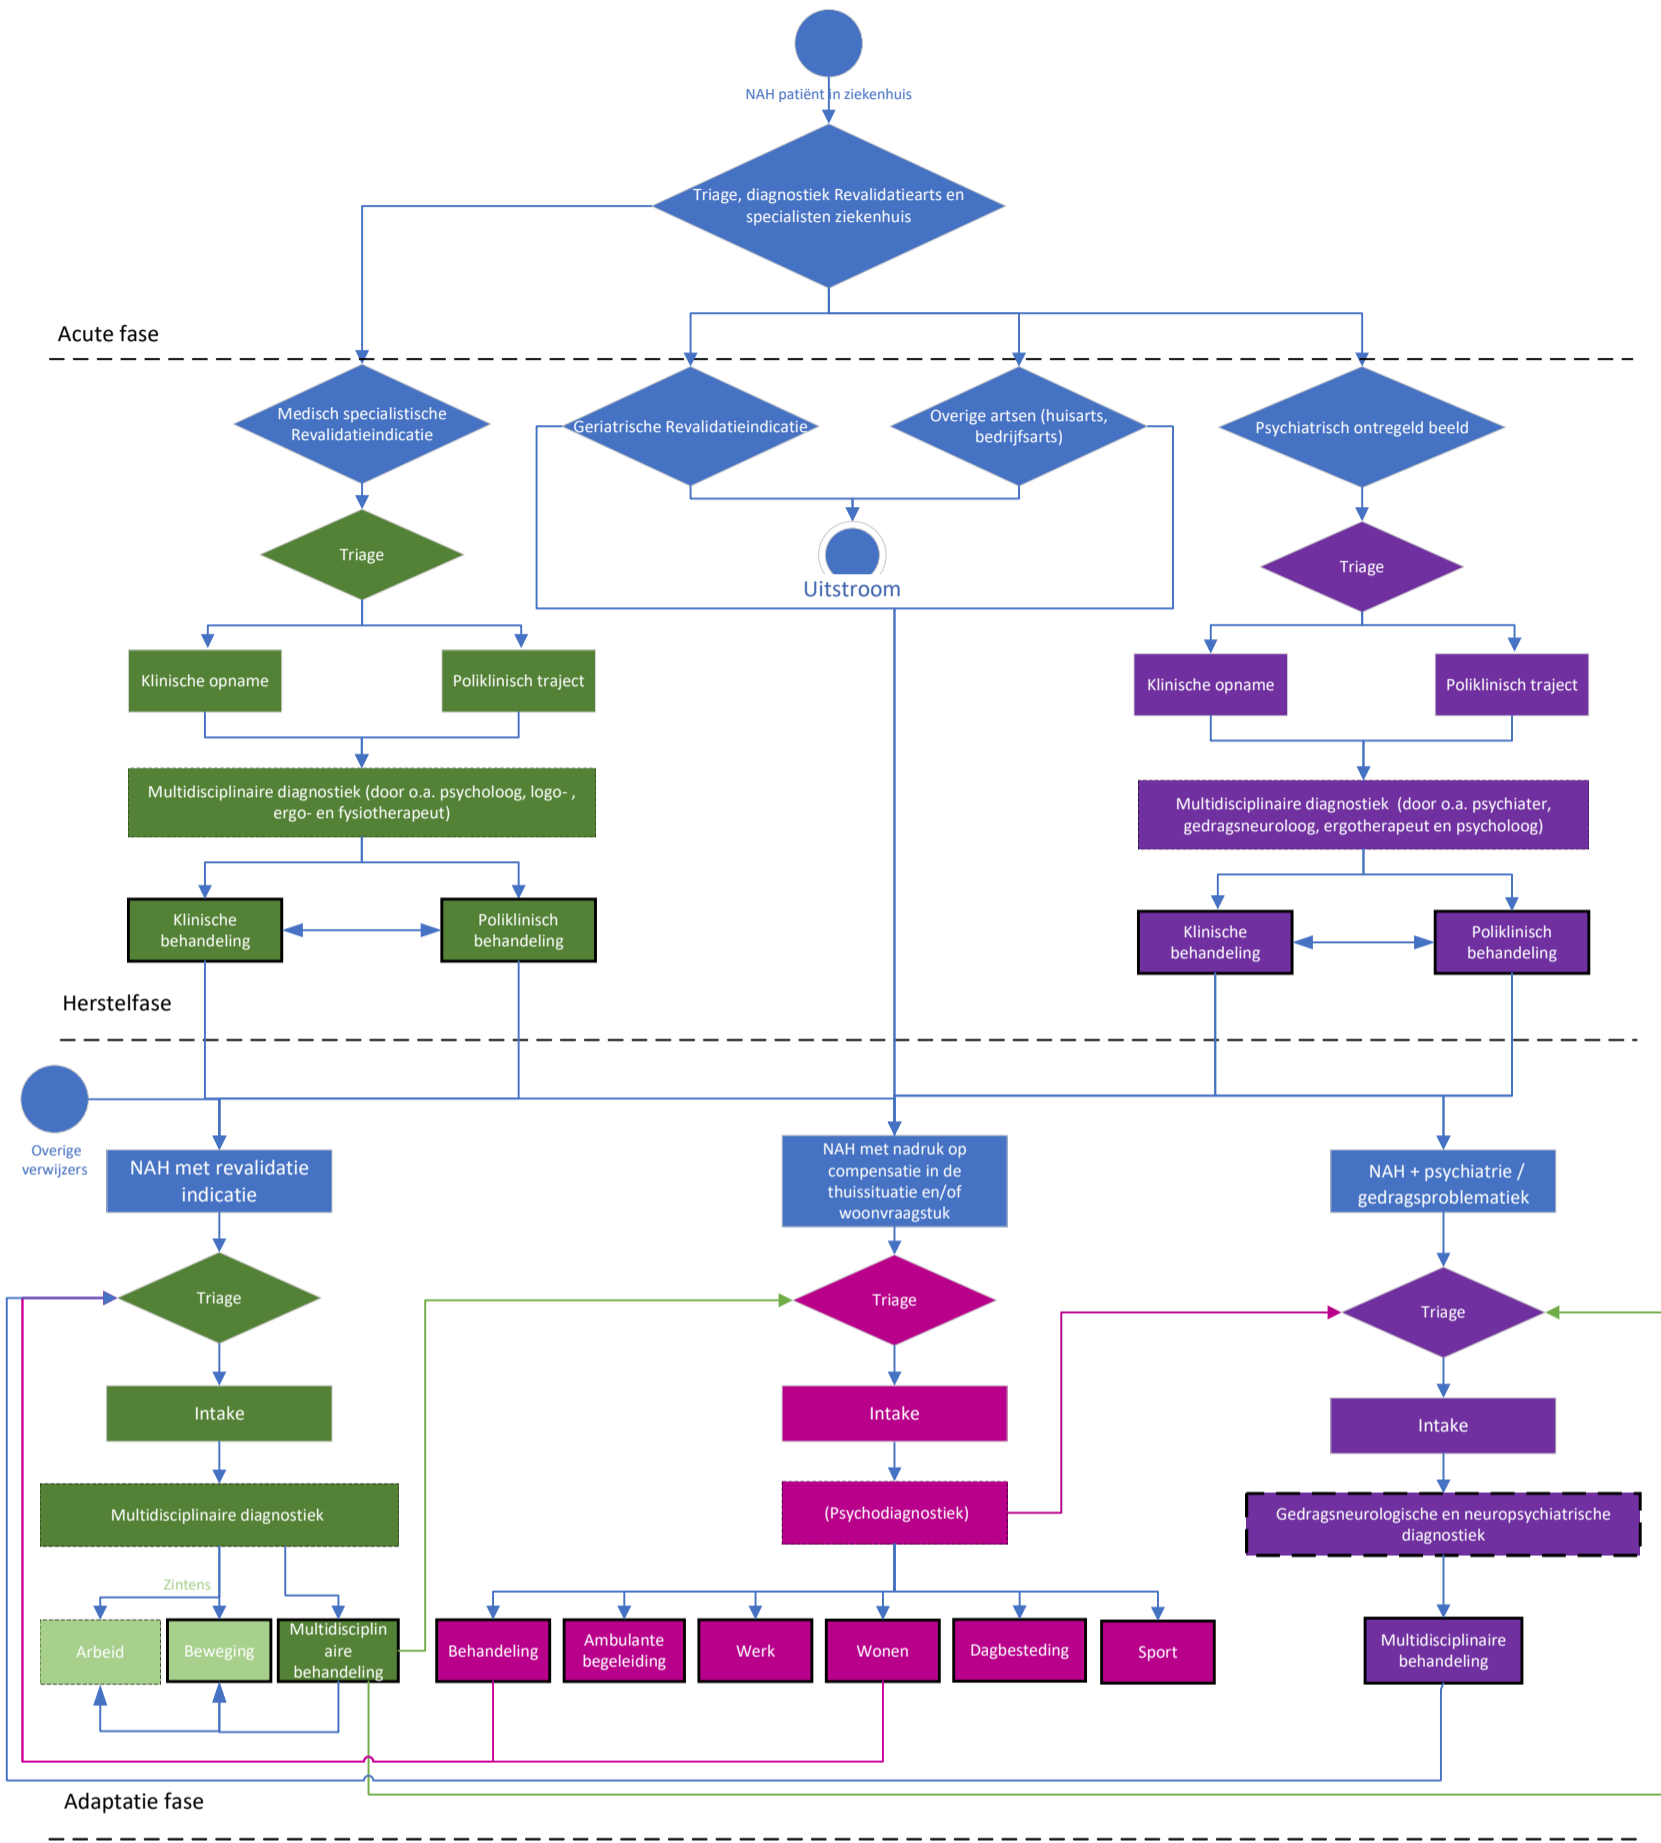 NAH patiënt in ziekenhuis
Triage, diagnostiek Revalidatiearts en
specialisten ziekenhuis
Acute fase
Medisch specialistische
Revalidatieindicatie
Geriatrische Revalidatieindicatie
Overige artsen (huisarts,
bedrijfsarts)
Psychiatrisch ontregeld beeld
Triage
Uitstroom
Triage
Klinische opname
Poliklinisch traject
Klinische opname
Poliklinisch traject
Multidisciplinaire diagnostiek (door o.a. psycholoog, logo- ,
ergo- en fysiotherapeut)
Multidisciplinaire diagnostiek  (door o.a. psychiater,
gedragsneuroloog, ergotherapeut en psycholoog)
Klinische
behandeling
Poliklinisch
behandeling
Klinische
behandeling
Poliklinisch
behandeling
Herstelfase
Overige
verwijzers
NAH met revalidatie
indicatie
NAH met nadruk op
compensatie in de
thuissituatie en/of
woonvraagstuk
NAH + psychiatrie /
gedragsproblematiek
Triage
Triage
Triage
Intake
Intake
Intake
Multidisciplinaire diagnostiek
(Psychodiagnostiek)
Gedragsneurologische en neuropsychiatrische
diagnostiek
Zintens
Arbeid
Beweging
Multidisciplin
aire
behandeling
Behandeling
Ambulante
begeleiding
Werk
Wonen
Dagbesteding
Sport
Multidisciplinaire
behandeling
Adaptatie fase